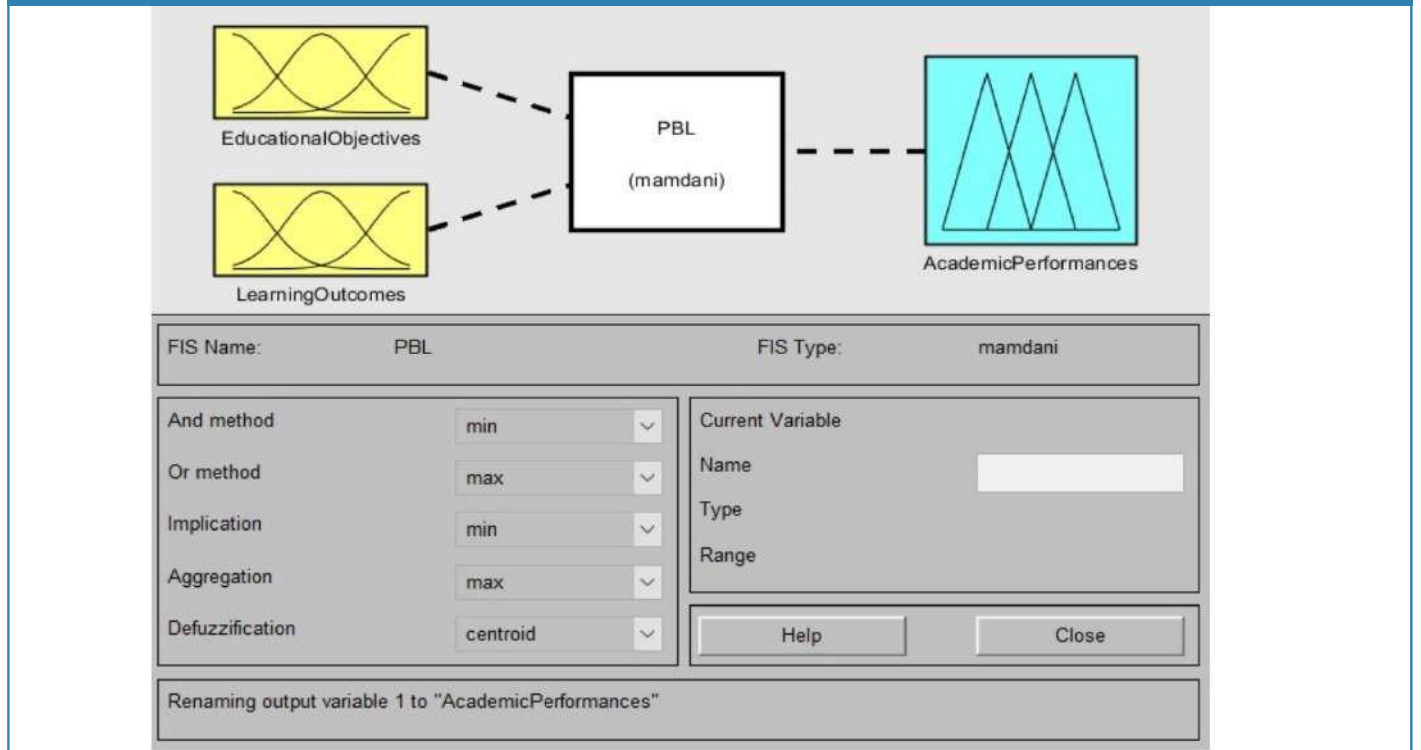 EducationalObjectives
PBL
(mamdani)
LearningOutcomes
AcademicPerformances
FIS Name: PBL FIS Type: mamdani
And method min
Or method max
Implication min
Aggregation max
Defuzzification centroid
Current Variable
Name
Type
Range
Help Close
Renaming output variable 1 to "AcademicPerformances"